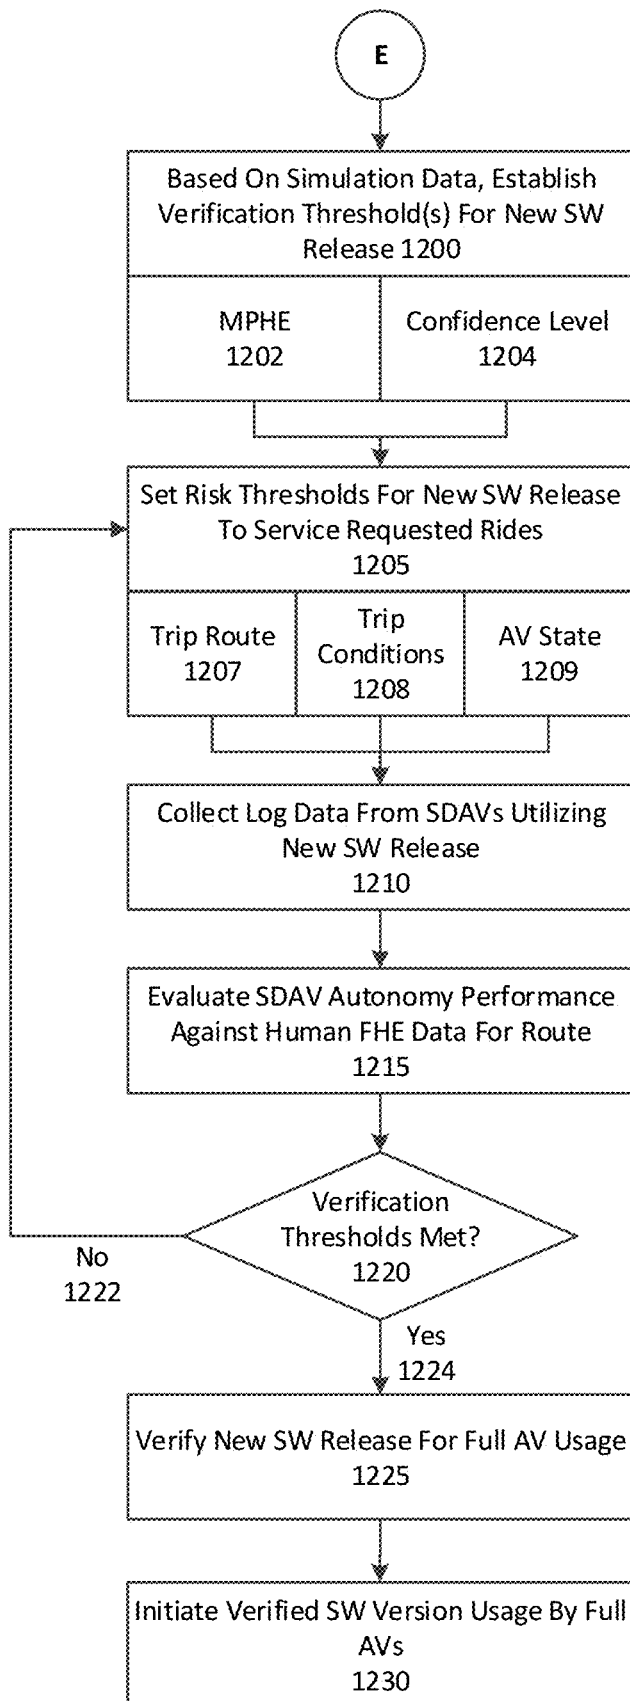 E
Based On Simulation Data, Establish
Verification Threshold(s) For New SW
Release 1200
MPHE
1202
Confidence Level
1204
Set Risk Thresholds For New SW Release
To Service Requested Rides
1205
Trip Route
1207
Trip
Conditions
1208
AV State
1209
Collect Log Data From SDAVs Utilizing
New SW Release
1210
Evaluate SDAV Autonomy Performance
Against Human FHE Data For Route
1215
Verification
Thresholds Met?
1220
No
1222
Yes
1224
Verify New SW Release For Full AV Usage
1225
Initiate Verified SW Version Usage By Full
AVs
1230